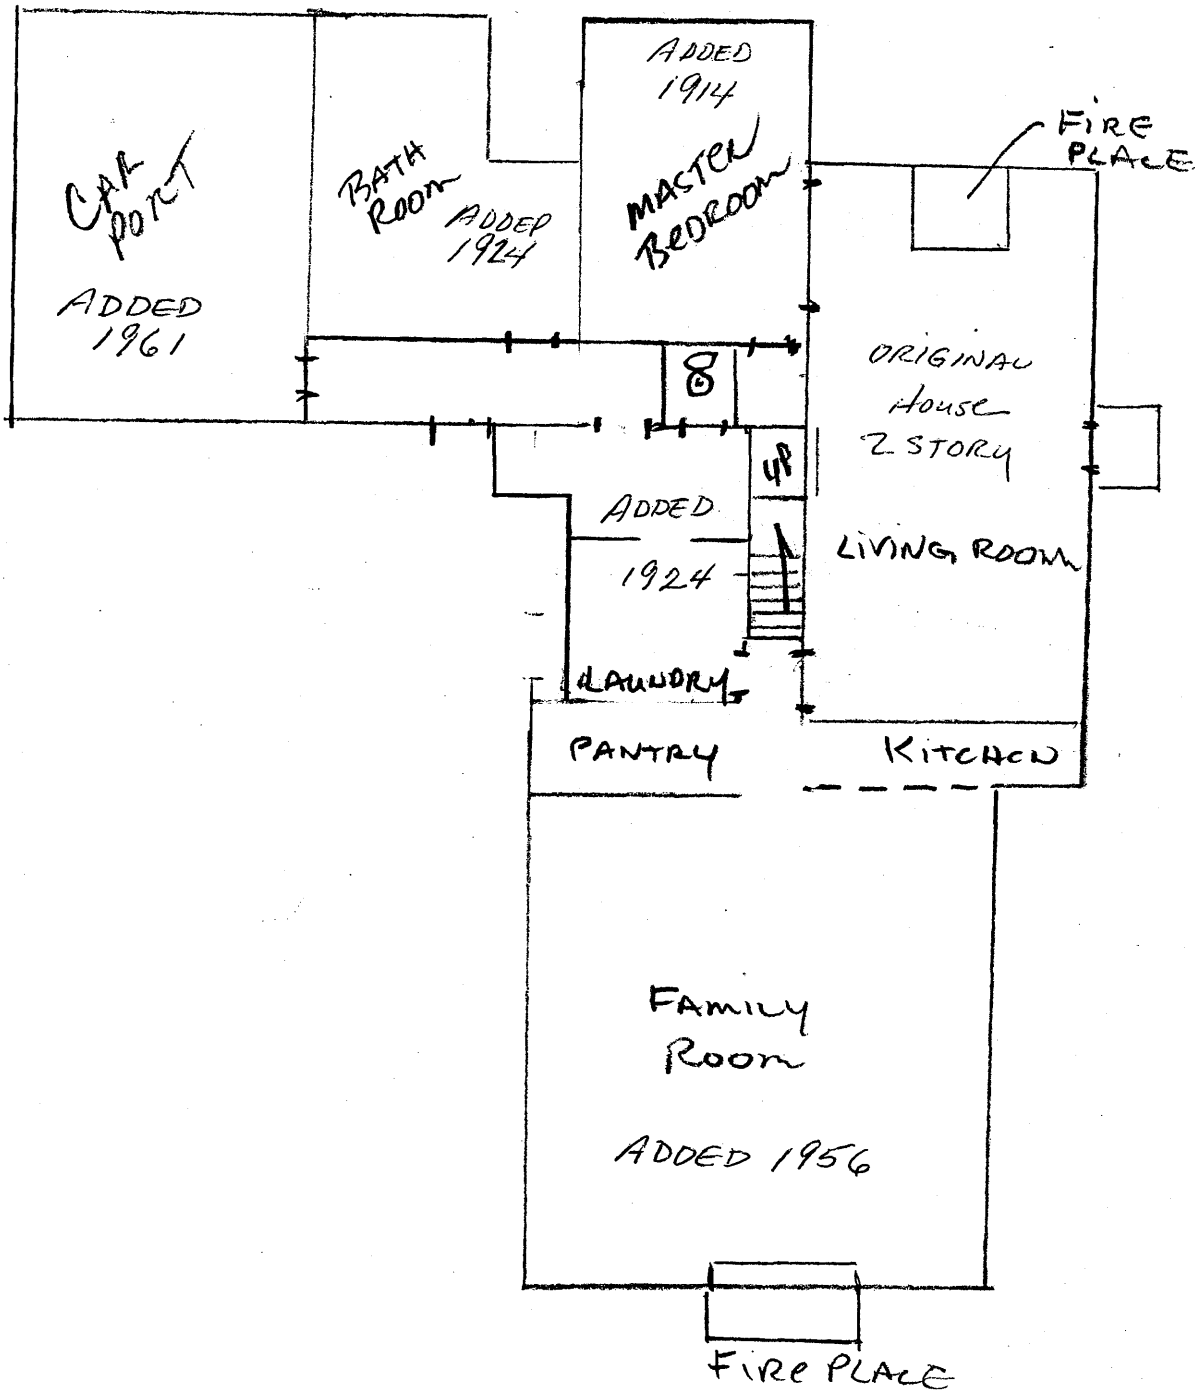 ADDED
1914
MASTER
BEDROOM
FIRE
PLACE
CAR
PORT
ADDED
1961
BATH
ROOM
ADDED
1924
ORIGINAL
House
2 STORY
LIVING ROOM
UP
ADDED
1924
LAUNDRY
PANTRY
KITCHEN
FAMILY
ROOM
ADDED 1956
FIRE PLACE